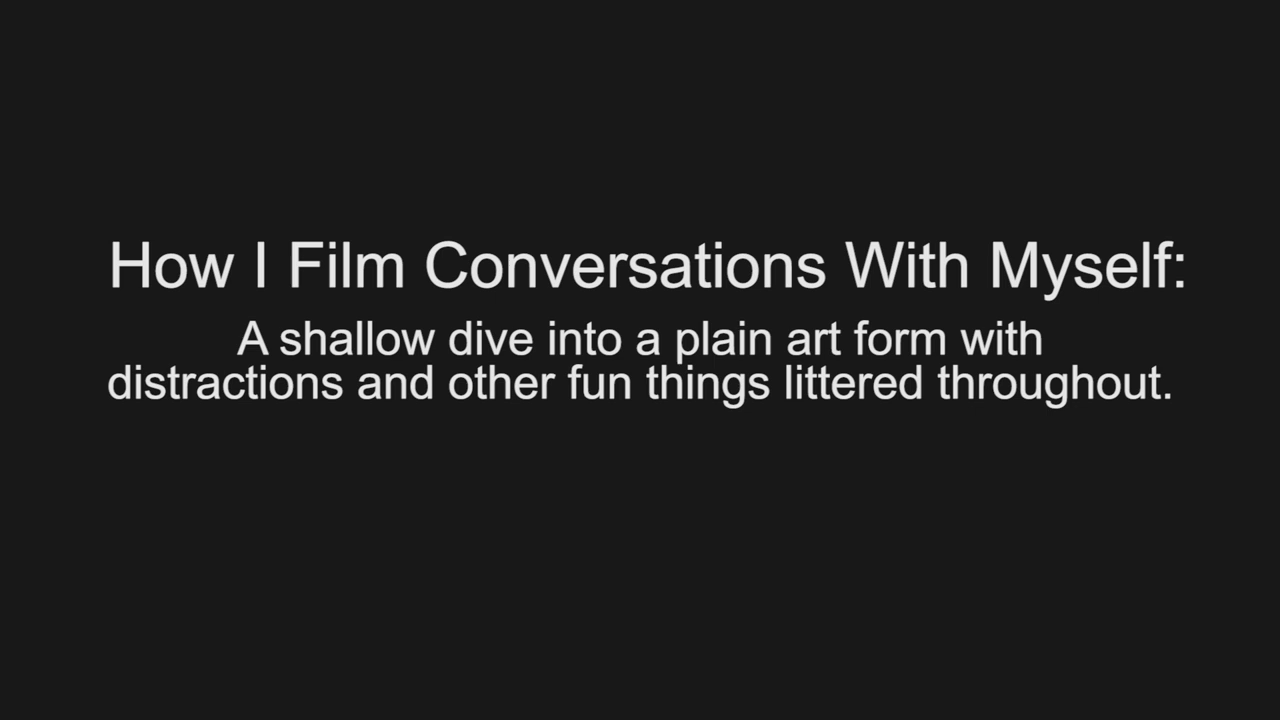 How I Film Conversations With Myself:
A shallow dive into a plain art form with
distractions and other fun things littered throughout.